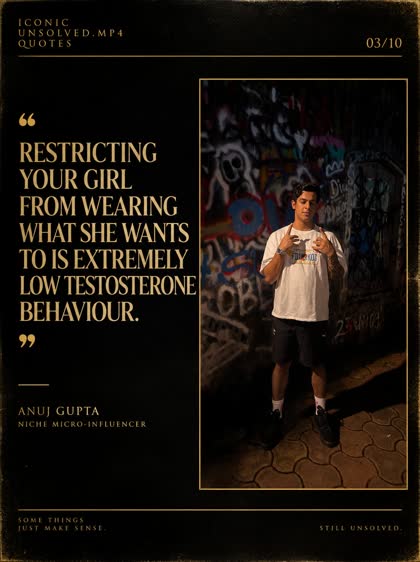 ICONIC
UNSOLVED.MP4
QUOTES
03/10
“
RESTRICTING
YOUR GIRL
FROM WEARING
WHAT SHE WANTS
TO IS EXTREMELY
LOW TESTOSTERONE
BEHAVIOUR.
”
ANUJ GUPTA
NICHE MICRO-INFLUENCER
SOME THINGS
JUST MAKE SENSE.
STILL UNSOLVED.